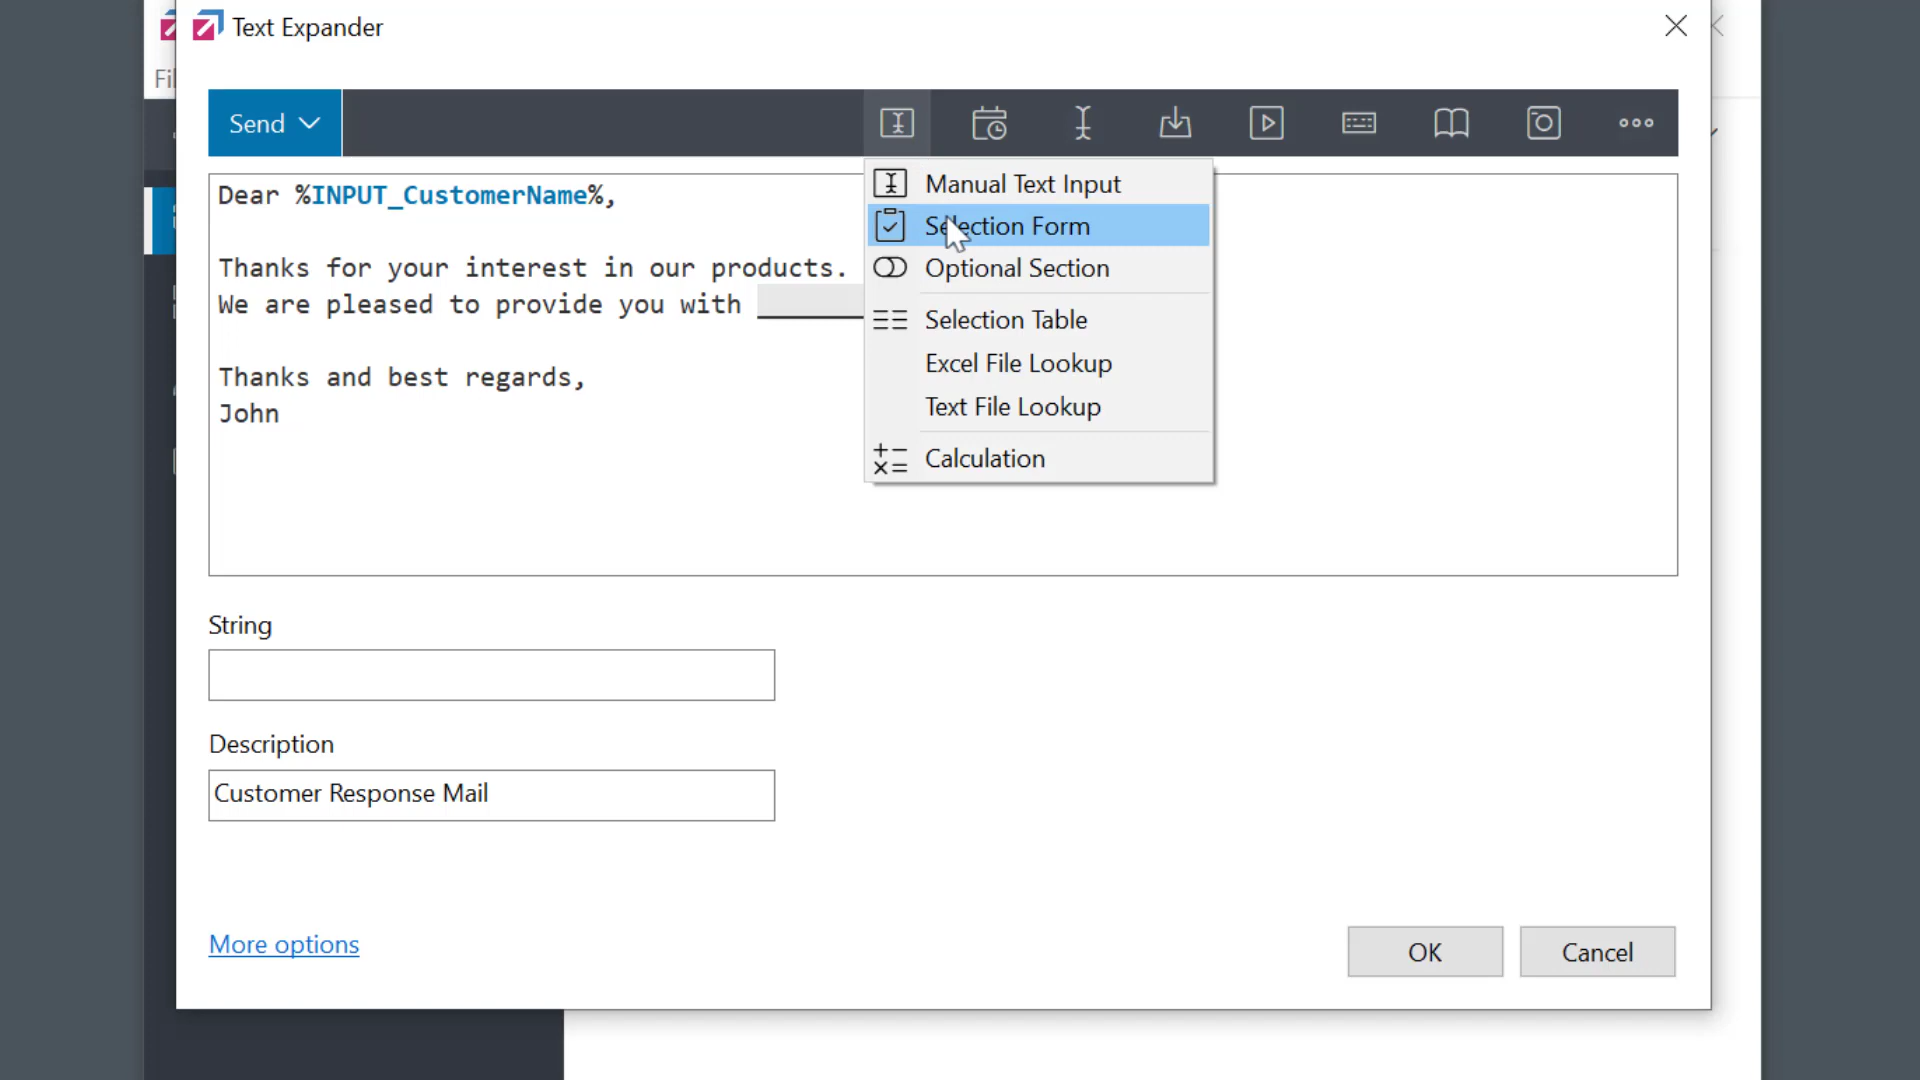 Text Expander
Fil
Send
Manual Text Input
Selection Form
Optional Section
Selection Table
Excel File Lookup
Text File Lookup
Calculation
Dear %INPUT_CustomerName%,
Thanks for your interest in our products.
We are pleased to provide you with
Thanks and best regards,
John
String
Description
Customer Response Mail
More options
OK
Cancel